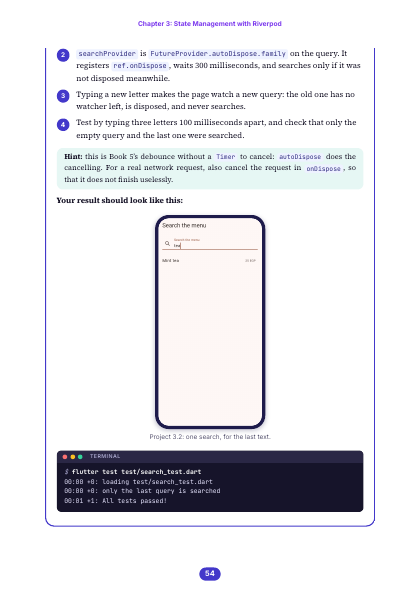 Chapter 3: State Management with Riverpod
2 searchProvider is FutureProvider.autoDispose.family on the query. It
registers ref.onDispose, waits 300 milliseconds, and searches only if it was
not disposed meanwhile.
3 Typing a new letter makes the page watch a new query: the old one has no
watcher left, is disposed, and never searches.
4 Test by typing three letters 100 milliseconds apart, and check that only the
empty query and the last one were searched.
Hint: this is Book 5's debounce without a Timer to cancel: autoDispose does the
cancelling. For a real network request, also cancel the request in onDispose, so
that it does not finish uselessly.
Your result should look like this:
Search the menu
Search the menu
tea
Mint tea
Project 3.2: one search, for the last text.
TERMINAL
$ flutter test test/search_test.dart
00:00 +0: loading test/search_test.dart
00:00 +0: only the last query is searched
00:01 +1: All tests passed!
54